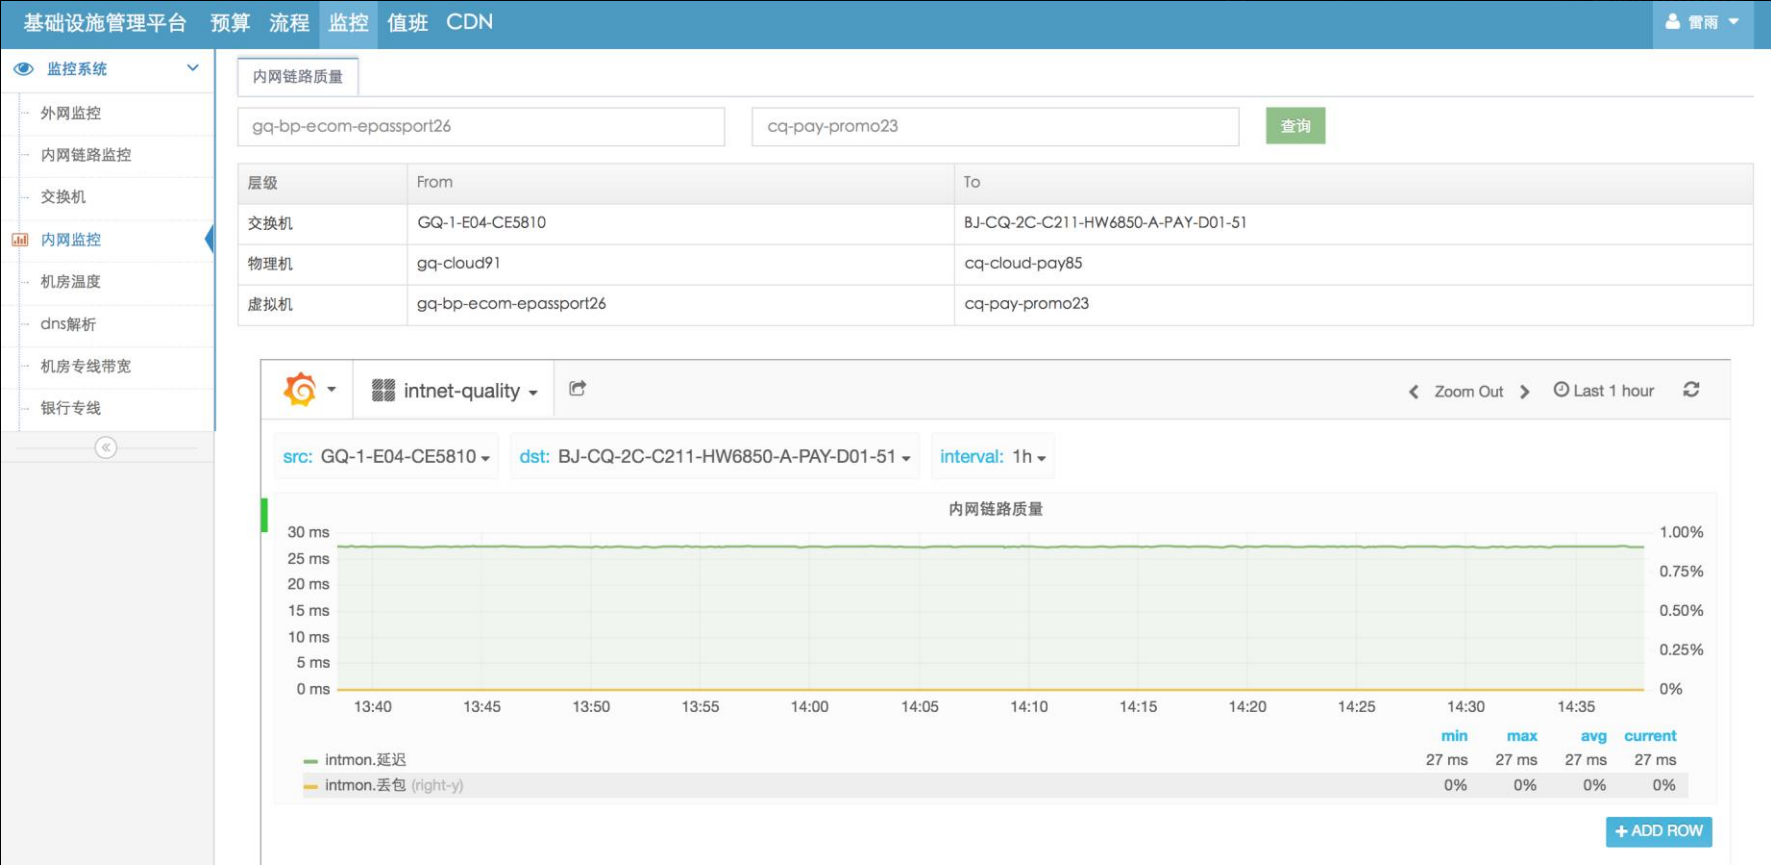 基础设施管理平台 预算 流程 监控 值班 CDN 雷雨
监控系统
外网监控
内网链路监控
交换机
内网监控
机房温度
dns解析
机房专线带宽
银行专线
内网链路质量
gq-bp-ecom-epassport26 cq-pay-promo23 查询
层级 From To
交换机 GQ-1-E04-CE5810 BJ-CQ-2C-C211-HW6850-A-PAY-D01-51
物理机 gq-cloud91 cq-cloud-pay85
虚拟机 gq-bp-ecom-epassport26 cq-pay-promo23
intnet-quality Zoom Out Last 1 hour
src: GQ-1-E04-CE5810 dst: BJ-CQ-2C-C211-HW6850-A-PAY-D01-51 interval: 1h
内网链路质量
30 ms 1.00%
25 ms
20 ms 0.75%
15 ms 0.50%
10 ms
5 ms 0.25%
0 ms 0%
13:40 13:45 13:50 13:55 14:00 14:05 14:10 14:15 14:20 14:25 14:30 14:35
min max avg current
intmon.延迟 27 ms 27 ms 27 ms 27 ms
intmon.丢包 (right-y) 0% 0% 0% 0%
+ ADD ROW